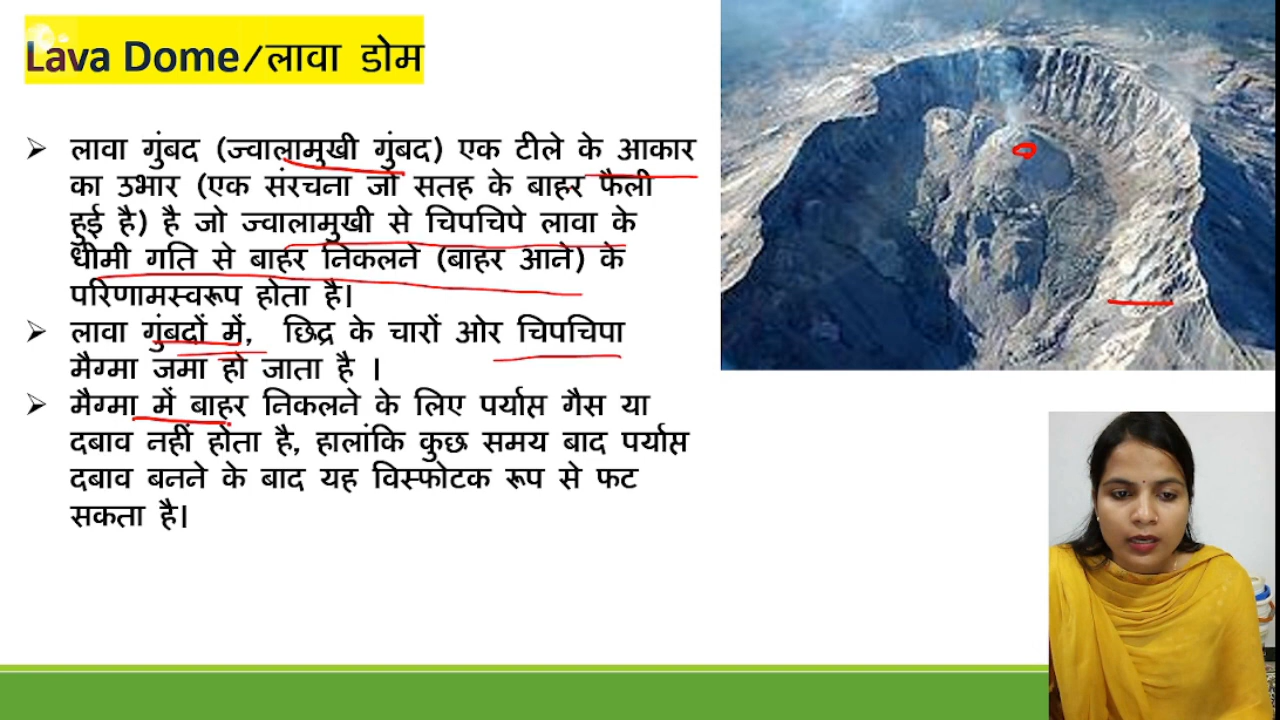 Lava Dome/लावा डोम
➢ लावा गुंबद (ज्वालामुखी गुंबद) एक टीले के आकार
का उभार (एक संरचना जो सतह के बाहर फैली
हुई है) है जो ज्वालामुखी से चिपचिपे लावा के
धीमी गति से बाहर निकलने (बाहर आने) के
परिणामस्वरूप होता है।
➢ लावा गुंबदों में, छिद्र के चारों ओर चिपचिपा
मैग्मा जमा हो जाता है ।
➢ मैग्मा में बाहर निकलने के लिए पर्याप्त गैस या
दबाव नहीं होता है, हालांकि कुछ समय बाद पर्याप्त
दबाव बनने के बाद यह विस्फोटक रूप से फट
सकता है।